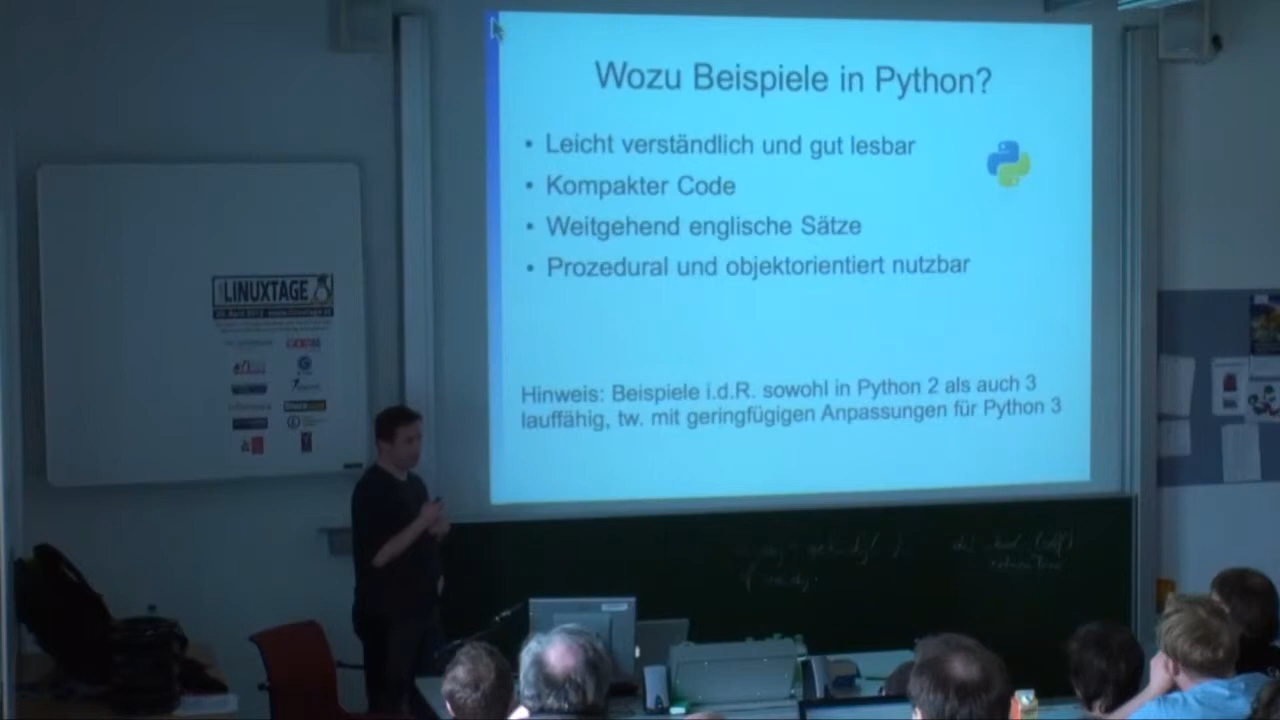 Wozu Beispiele in Python?
• Leicht verständlich und gut lesbar
• Kompakter Code
• Weitgehend englische Sätze
• Prozedural und objektorientiert nutzbar
Hinweis: Beispiele i.d.R. sowohl in Python 2 als auch 3
lauffähig, tw. mit geringfügigen Anpassungen für Python 3
LINUXTAGE